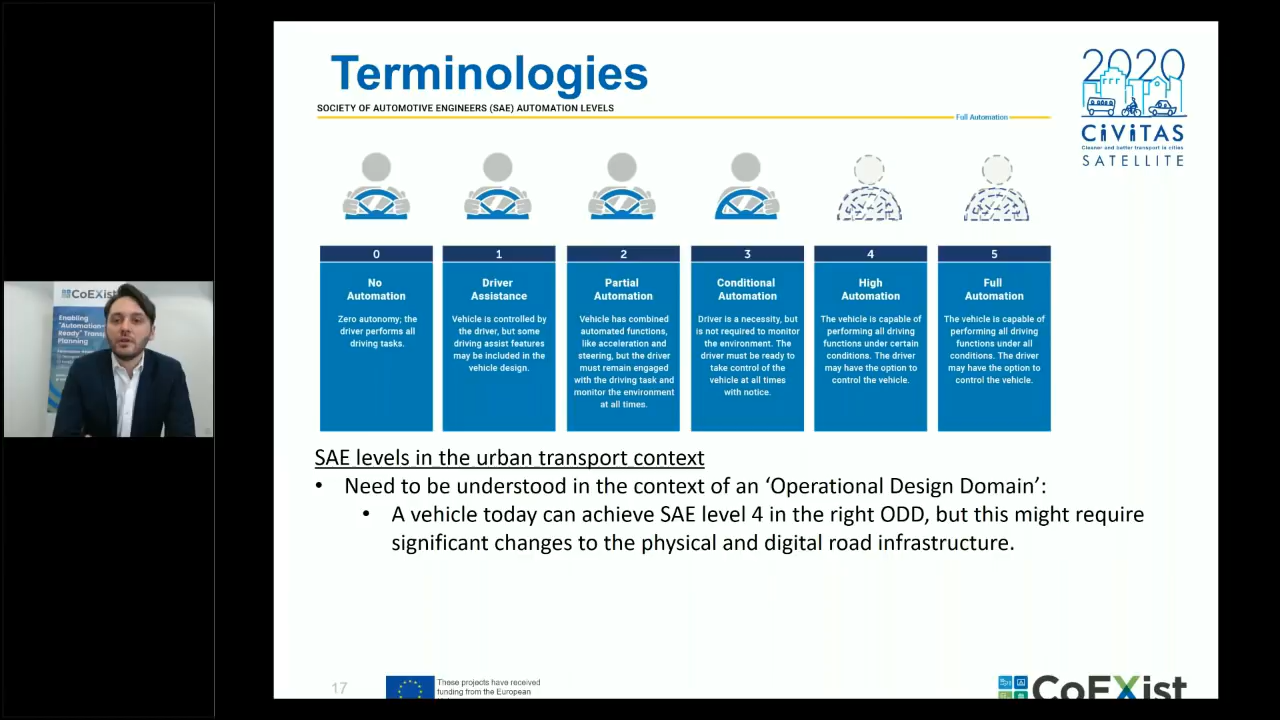 Terminologies
SOCIETY OF AUTOMOTIVE ENGINEERS (SAE) AUTOMATION LEVELS
Full Automation
2020
CiViTAS
Cleaner and better transport in cities
SATELLITE
0
No
Automation
Zero autonomy; the
driver performs all
driving tasks.
1
Driver
Assistance
Vehicle is controlled by
the driver, but some
driving assist features
may be included in the
vehicle design.
2
Partial
Automation
Vehicle has combined
automated functions,
like acceleration and
steering, but the driver
must remain engaged
with the driving task and
monitor the environment
at all times.
3
Conditional
Automation
Driver is a necessity, but
is not required to monitor
the environment. The
driver must be ready to
take control of the
vehicle at all times
with notice.
4
High
Automation
The vehicle is capable of
performing all driving
functions under certain
conditions. The driver
may have the option to
control the vehicle.
5
Full
Automation
The vehicle is capable of
performing all driving
functions under all
conditions. The driver
may have the option to
control the vehicle.
CoEXist
Enabling
"Automation-
Ready" Trans
Planning
SAE levels in the urban transport context
• Need to be understood in the context of an ‘Operational Design Domain’:
• A vehicle today can achieve SAE level 4 in the right ODD, but this might require
significant changes to the physical and digital road infrastructure.
17
These projects have received
funding from the European
CoEXist